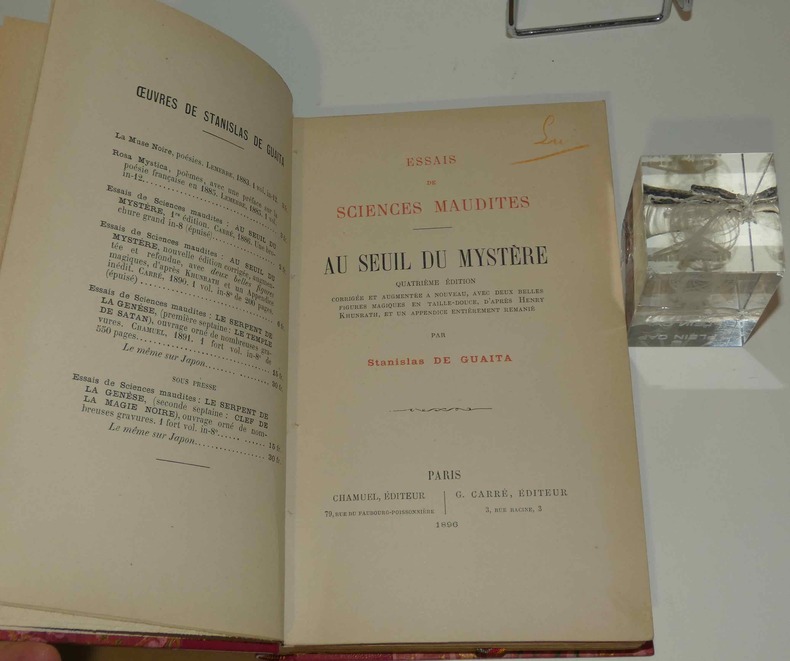 ŒUVRES DE STANISLAS DE GUAITA
La Muse Noire, poésies. LEMERRE. 1883. 1 vol. in-12.
Rosa Mystica, poèmes, avec une préface sur la
poésie française en 1885. LEMERRE, 1885. 1 vol.
in-12.
Essais de Sciences maudites : AU SEUIL DU
MYSTÈRE, 1re édition. CARRÉ. 1886. Une bro-
chure grand in-8 (épuisé)
Essais de Sciences maudites : AU SEUIL DU
MYSTÈRE, nouvelle édition corrigée, augmen-
tée et refondue, avec deux belles figures
magiques, d'après KHUNRATH et un Appendice
inédit. CARRÉ. 1890. 1 vol. in-8° de 200 pages.
(épuisé)
Essais de Sciences maudites : LE SERPENT DE
LA GENÈSE, (première septaine : LE TEMPLE
DE SATAN), ouvrage orné de nombreuses gra-
vures. CHAMUEL. 1891. 1 fort vol. in-8° de
550 pages 15 fr.
Le même sur Japon 30 fr.
SOUS PRESSE
Essais de Sciences maudites : LE SERPENT DE
LA GENÈSE, (seconde septaine : CLEF DE
LA MAGIE NOIRE), ouvrage orné de nom-
breuses gravures. 1 fort vol. in-8° 15 fr.
Le même sur Japon 30 fr.
ESSAIS
DE
SCIENCES MAUDITES
AU SEUIL DU MYSTÈRE
QUATRIÈME ÉDITION
CORRIGÉE ET AUGMENTÉE A NOUVEAU, AVEC DEUX BELLES
FIGURES MAGIQUES EN TAILLE-DOUCE, D'APRÈS HENRY
KHUNRATH, ET UN APPENDICE ENTIÈREMENT REMANIÉ
PAR
Stanislas DE GUAITA
PARIS
CHAMUEL, ÉDITEUR
79, RUE DU FAUBOURG-POISSONNIÈRE
G. CARRÉ, ÉDITEUR
3, RUE RACINE, 3
1896